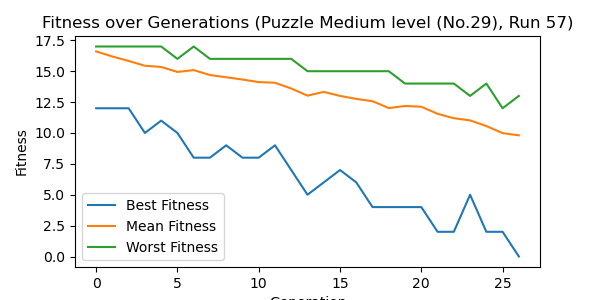 Fitness over Generations (Puzzle Medium level (No.29), Run 57)
17.5
15.0
12.5
10.0
7.5
5.0
2.5
0.0
Fitness
Best Fitness
Mean Fitness
Worst Fitness
0 5 10 15 20 25
Generation